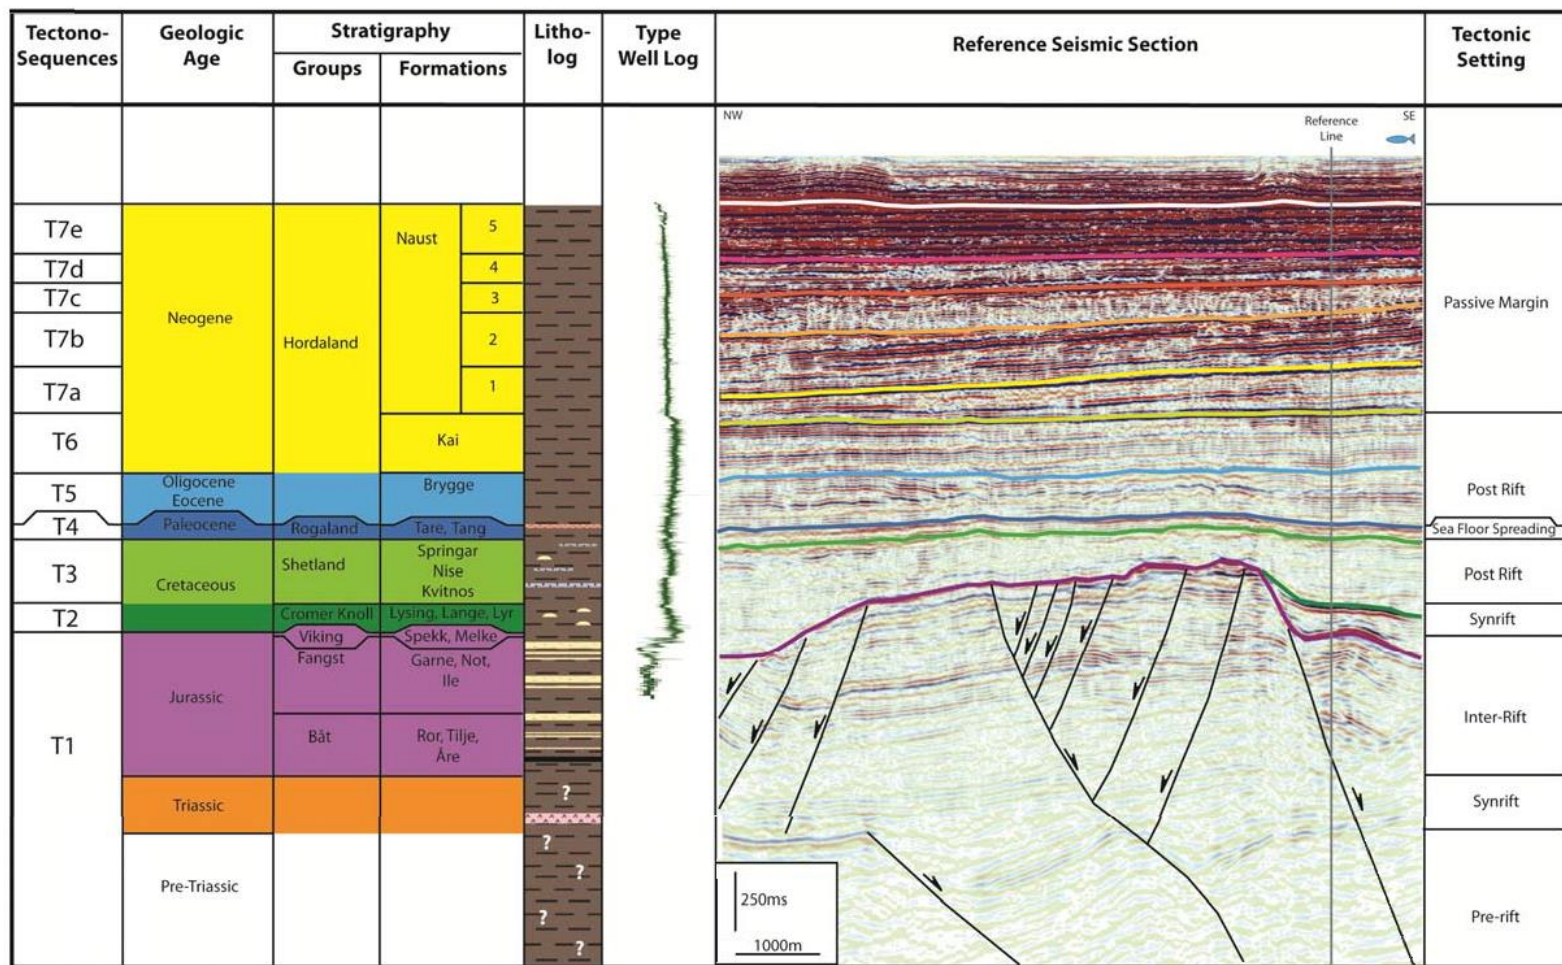 Tectono-
Sequences
Geologic
Age
Stratigraphy
Groups
Formations
Litho-
log
Type
Well Log
Reference Seismic Section
Tectonic
Setting
NW
Reference
Line
SE
T7e
T7d
T7c
T7b
T7a
T6
T5
T4
T3
T2
T1
Neogene
Oligocene
Eocene
Paleocene
Cretaceous
Jurassic
Triassic
Pre-Triassic
Hordaland
Rogaland
Shetland
Cromer Knoll
Viking
Fangst
Båt
Naust
5
4
3
2
1
Kai
Brygge
Tare, Tang
Springar
Nise
Kvitnos
Lysing, Lange, Lyr
Spekk, Melke
Garne, Not,
Ile
Ror, Tilje,
Åre
?
?
?
?
?
250ms
1000m
Passive Margin
Post Rift
Sea Floor Spreading
Post Rift
Synrift
Inter-Rift
Synrift
Pre-rift